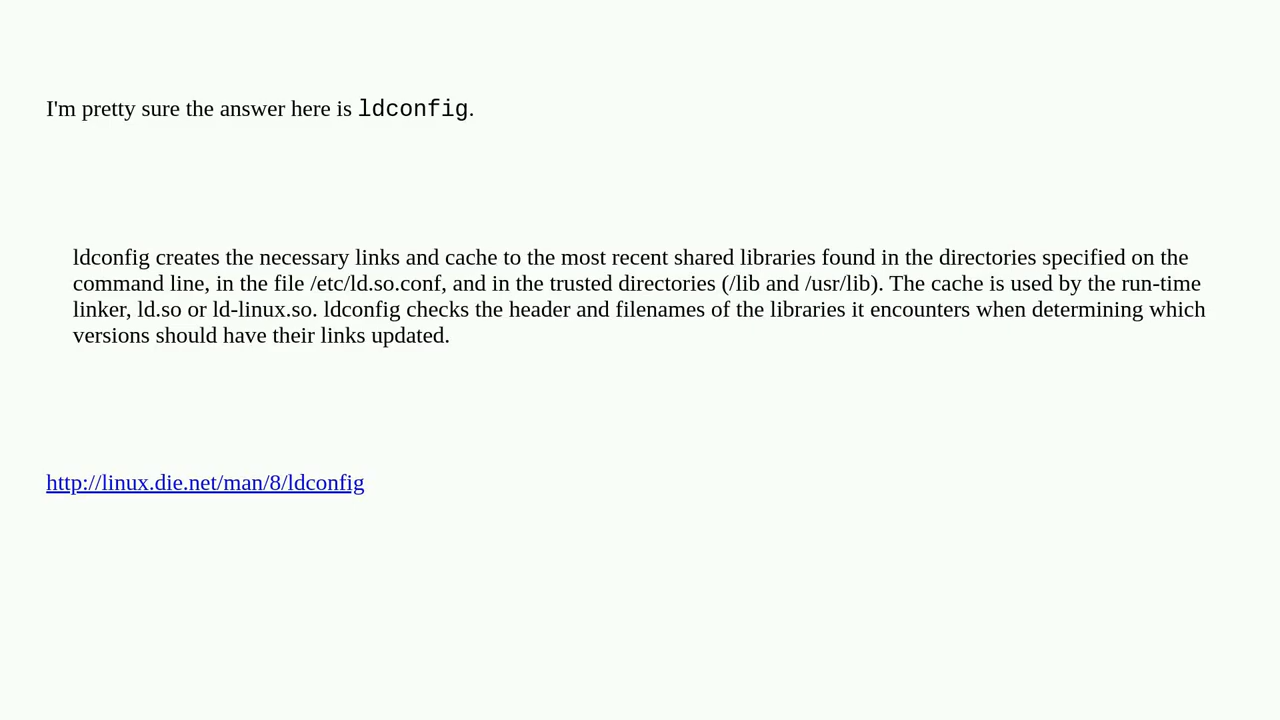 I'm pretty sure the answer here is ldconfig.
ldconfig creates the necessary links and cache to the most recent shared libraries found in the directories specified on the
command line, in the file /etc/ld.so.conf, and in the trusted directories (/lib and /usr/lib). The cache is used by the run-time
linker, ld.so or ld-linux.so. ldconfig checks the header and filenames of the libraries it encounters when determining which
versions should have their links updated.
http://linux.die.net/man/8/ldconfig